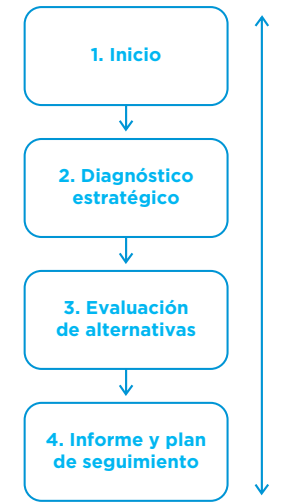 1. Inicio
2. Diagnóstico
estratégico
3. Evaluación
de alternativas
4. Informe y plan
de seguimiento